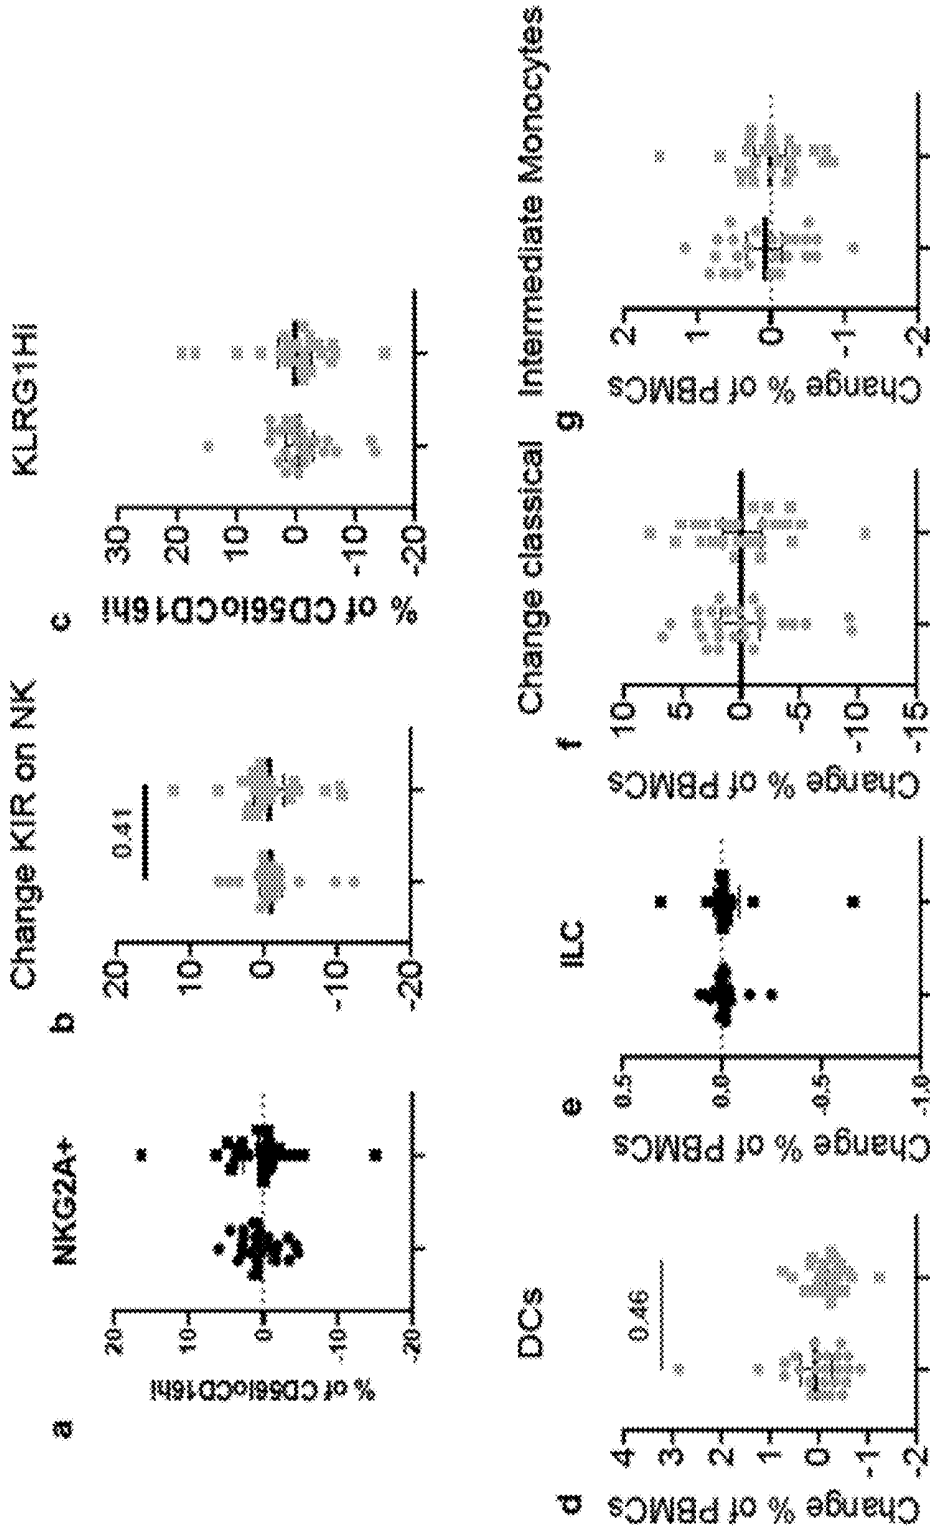 a
NKG2A+
% of CD56loCD16hi
20
10
0
-10
-20
b
Change KIR on NK
0.41
20
10
0
-10
-20
c
KLRG1Hi
% of CD56loCD16hi
30
20
10
0
-10
-20
d
DCs
0.46
Change % of PBMCs
4
3
2
1
0
-1
-2
e
ILC
Change % of PBMCs
0.5
0.0
-0.5
-1.0
f
Change classical
Change % of PBMCs
10
5
0
-5
-10
-15
g
Intermediate Monocytes
Change % of PBMCs
2
1
0
-1
-2